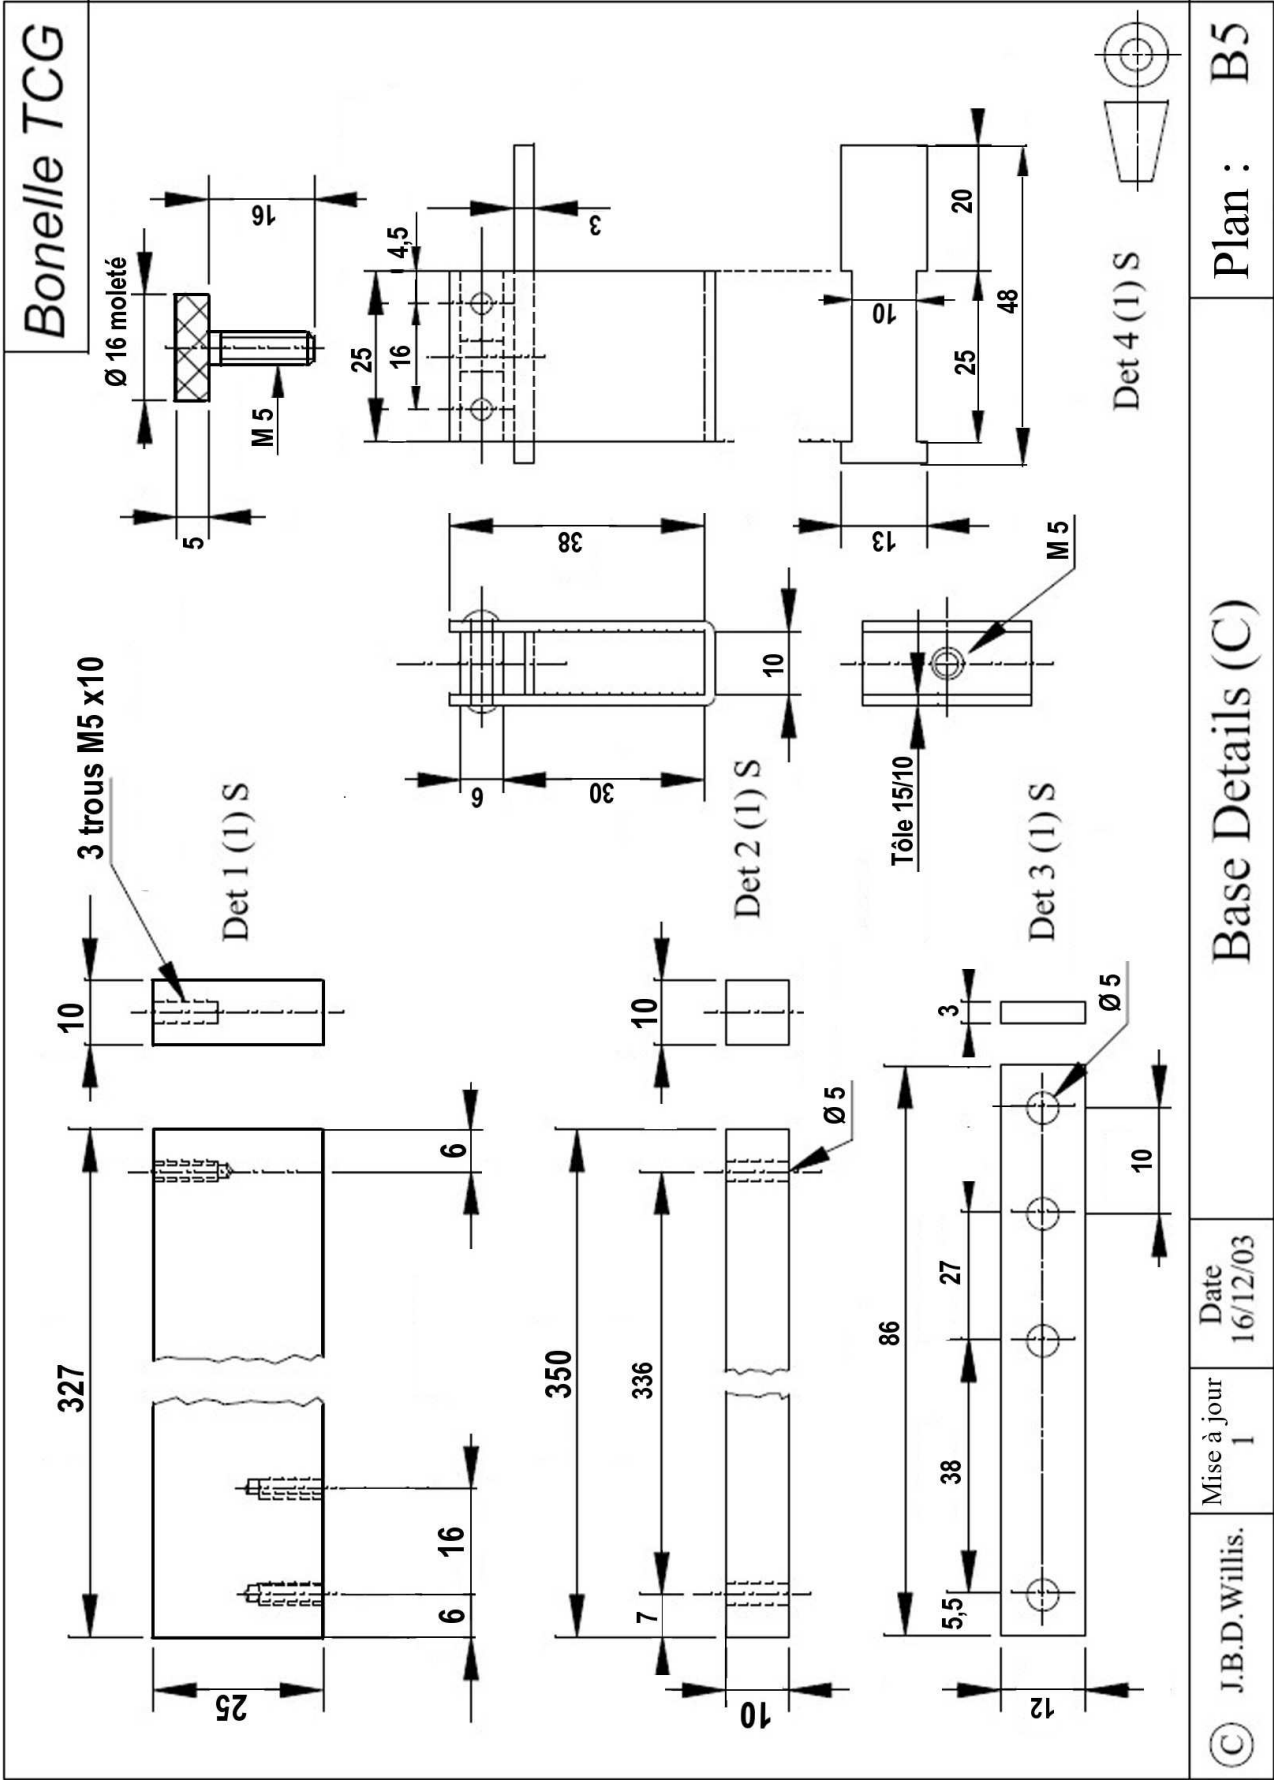 Bonelle TCG
327
10
3 trous M5 x10
25
6
16
6
Det 1 (1) S
350
336
7
10
10
Ø 5
Det 2 (1) S
86
5,5
38
27
10
12
3
Ø 5
Det 3 (1) S
Ø 16 moleté
16
5
M 5
25
16
4,5
3
38
6
30
10
Tôle 15/10
M 5
10
13
20
25
48
Det 4 (1) S
© J.B.D.Willis.
Mise à jour
1
Date
16/12/03
Base Details (C)
Plan : B5